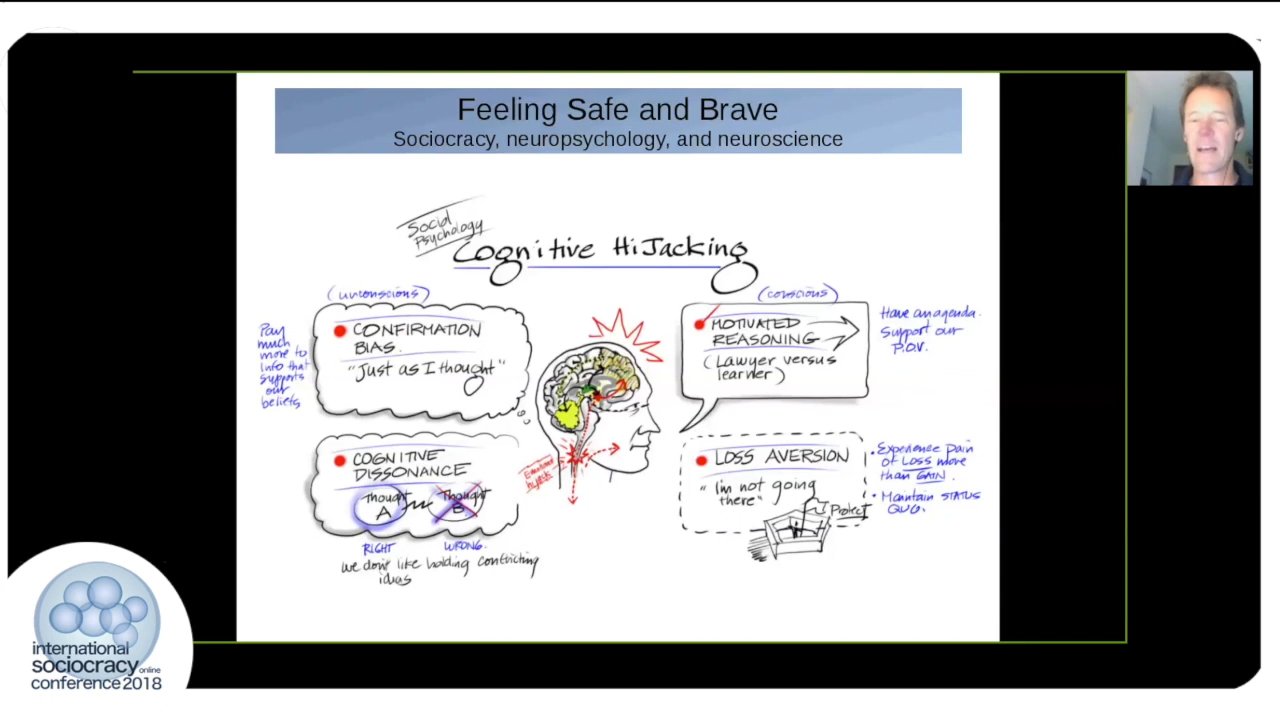 Feeling Safe and Brave
Sociocracy, neuropsychology, and neuroscience
Social
Psychology
Cognitive HiJacking
(unconscious)
CONFIRMATION
BIAS.
"Just as I thought"
Pay
much
more to
info that
supports
our
beliefs
COGNITIVE
DISSONANCE
Thought
A
Thought
B
RIGHT
WRONG.
we don't like holding conflicting
ideas
Emotional
hijack
(conscious)
MOTIVATED
REASONING
(Lawyer versus
learner)
Have an agenda.
Support our
P.O.V.
LOSS AVERSION
"I'm not going
there"
Protect
• Experience pain
of LOSS more
than GAIN.
• Maintain STATUS
QUO.
international
sociocracy online
conference 2018